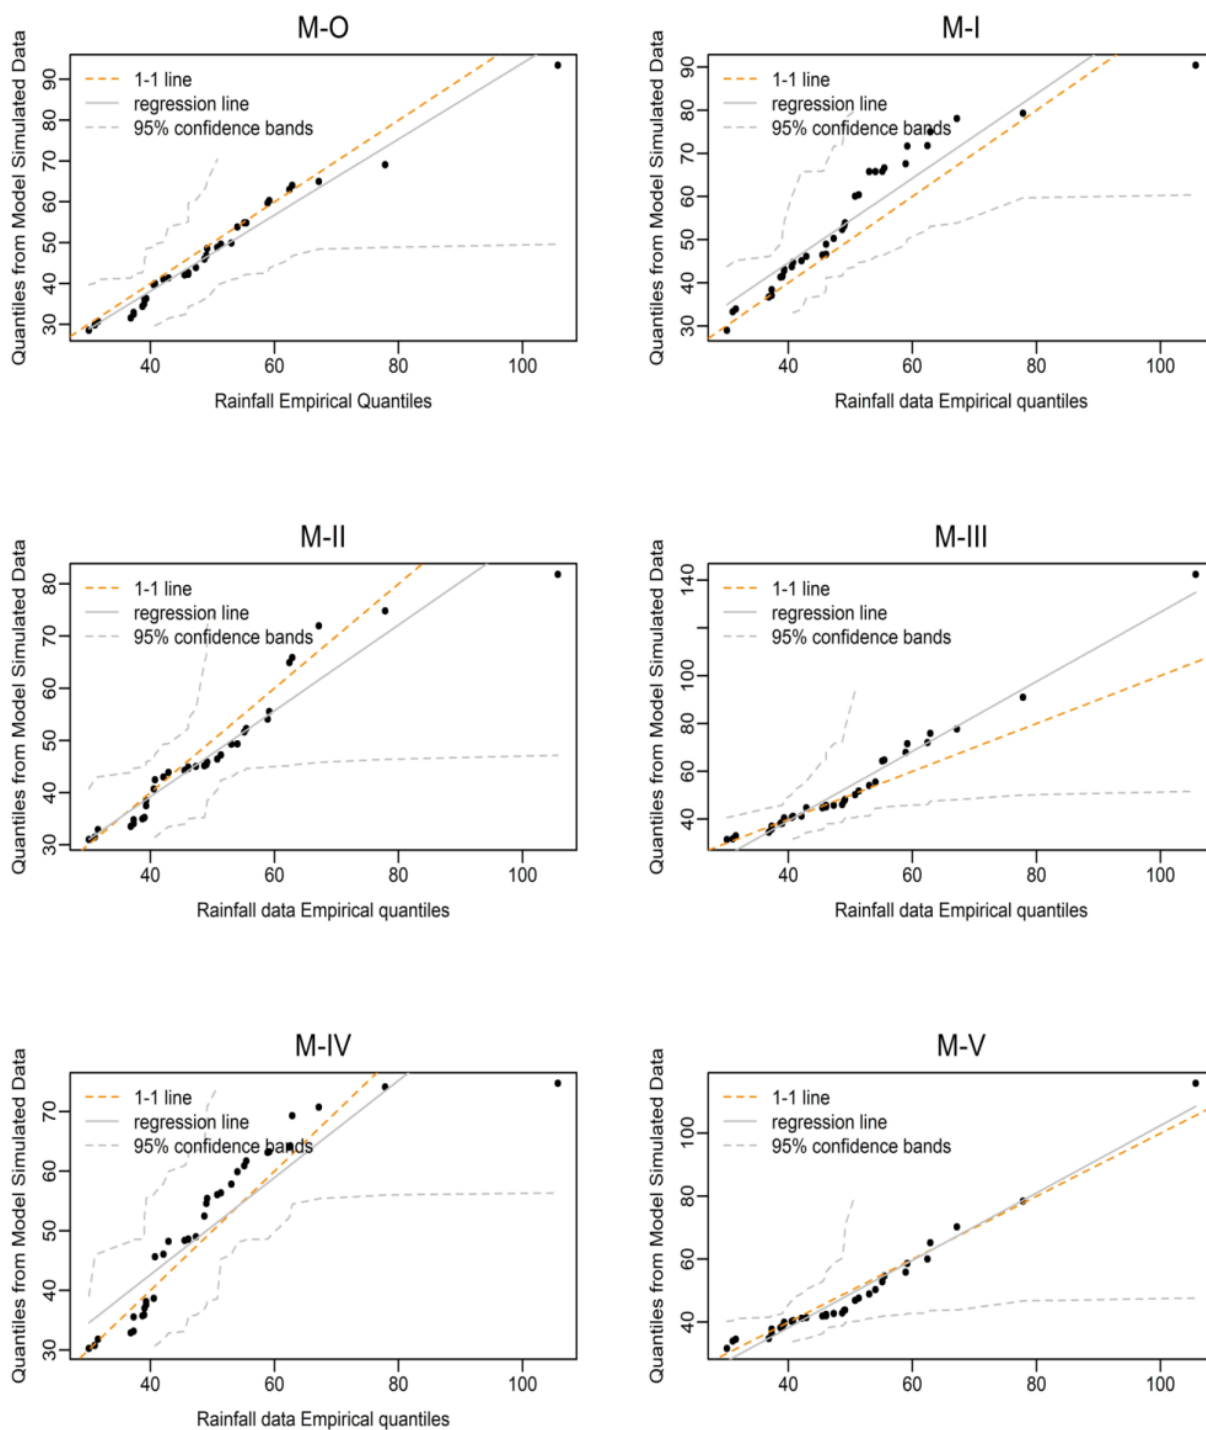 M-O
Quantiles from Model Simulated Data
90
80
70
60
50
40
30
1-1 line
regression line
95% confidence bands
40
60
80
100
Rainfall Empirical Quantiles
M-I
Quantiles from Model Simulated Data
90
80
70
60
50
40
30
1-1 line
regression line
95% confidence bands
40
60
80
100
Rainfall data Empirical quantiles
M-II
Quantiles from Model Simulated Data
80
70
60
50
40
30
1-1 line
regression line
95% confidence bands
40
60
80
100
Rainfall data Empirical quantiles
M-III
Quantiles from Model Simulated Data
140
100
80
60
40
1-1 line
regression line
95% confidence bands
40
60
80
100
Rainfall data Empirical quantiles
M-IV
Quantiles from Model Simulated Data
70
60
50
40
30
1-1 line
regression line
95% confidence bands
40
60
80
100
Rainfall data Empirical quantiles
M-V
Quantiles from Model Simulated Data
100
80
60
40
1-1 line
regression line
95% confidence bands
40
60
80
100
Rainfall data Empirical quantiles